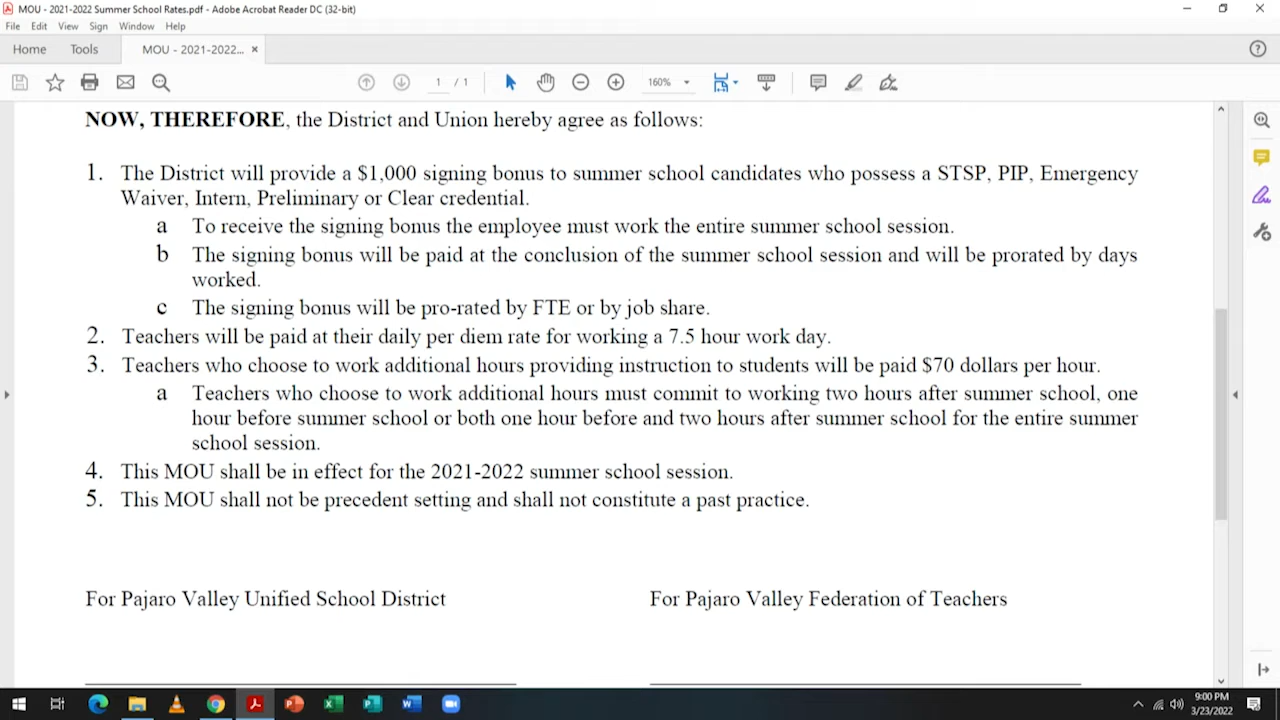 MOU - 2021-2022 Summer School Rates.pdf - Adobe Acrobat Reader DC (32-bit)
File Edit View Sign Window Help
Home Tools MOU - 2021-2022... ×
1 / 1 160%
NOW, THEREFORE, the District and Union hereby agree as follows:
1. The District will provide a $1,000 signing bonus to summer school candidates who possess a STSP, PIP, Emergency
Waiver, Intern, Preliminary or Clear credential.
a To receive the signing bonus the employee must work the entire summer school session.
b The signing bonus will be paid at the conclusion of the summer school session and will be prorated by days
worked.
c The signing bonus will be pro-rated by FTE or by job share.
2. Teachers will be paid at their daily per diem rate for working a 7.5 hour work day.
3. Teachers who choose to work additional hours providing instruction to students will be paid $70 dollars per hour.
a Teachers who choose to work additional hours must commit to working two hours after summer school, one
hour before summer school or both one hour before and two hours after summer school for the entire summer
school session.
4. This MOU shall be in effect for the 2021-2022 summer school session.
5. This MOU shall not be precedent setting and shall not constitute a past practice.
For Pajaro Valley Unified School District For Pajaro Valley Federation of Teachers
9:00 PM
3/23/2022